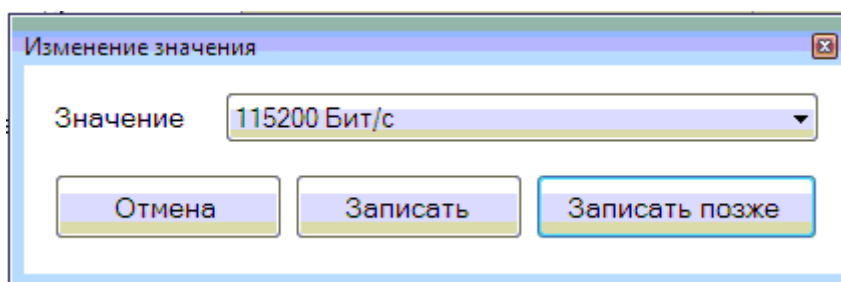 Изменение значения
Значение 115200 Бит/с
Отмена Записать Записать позже